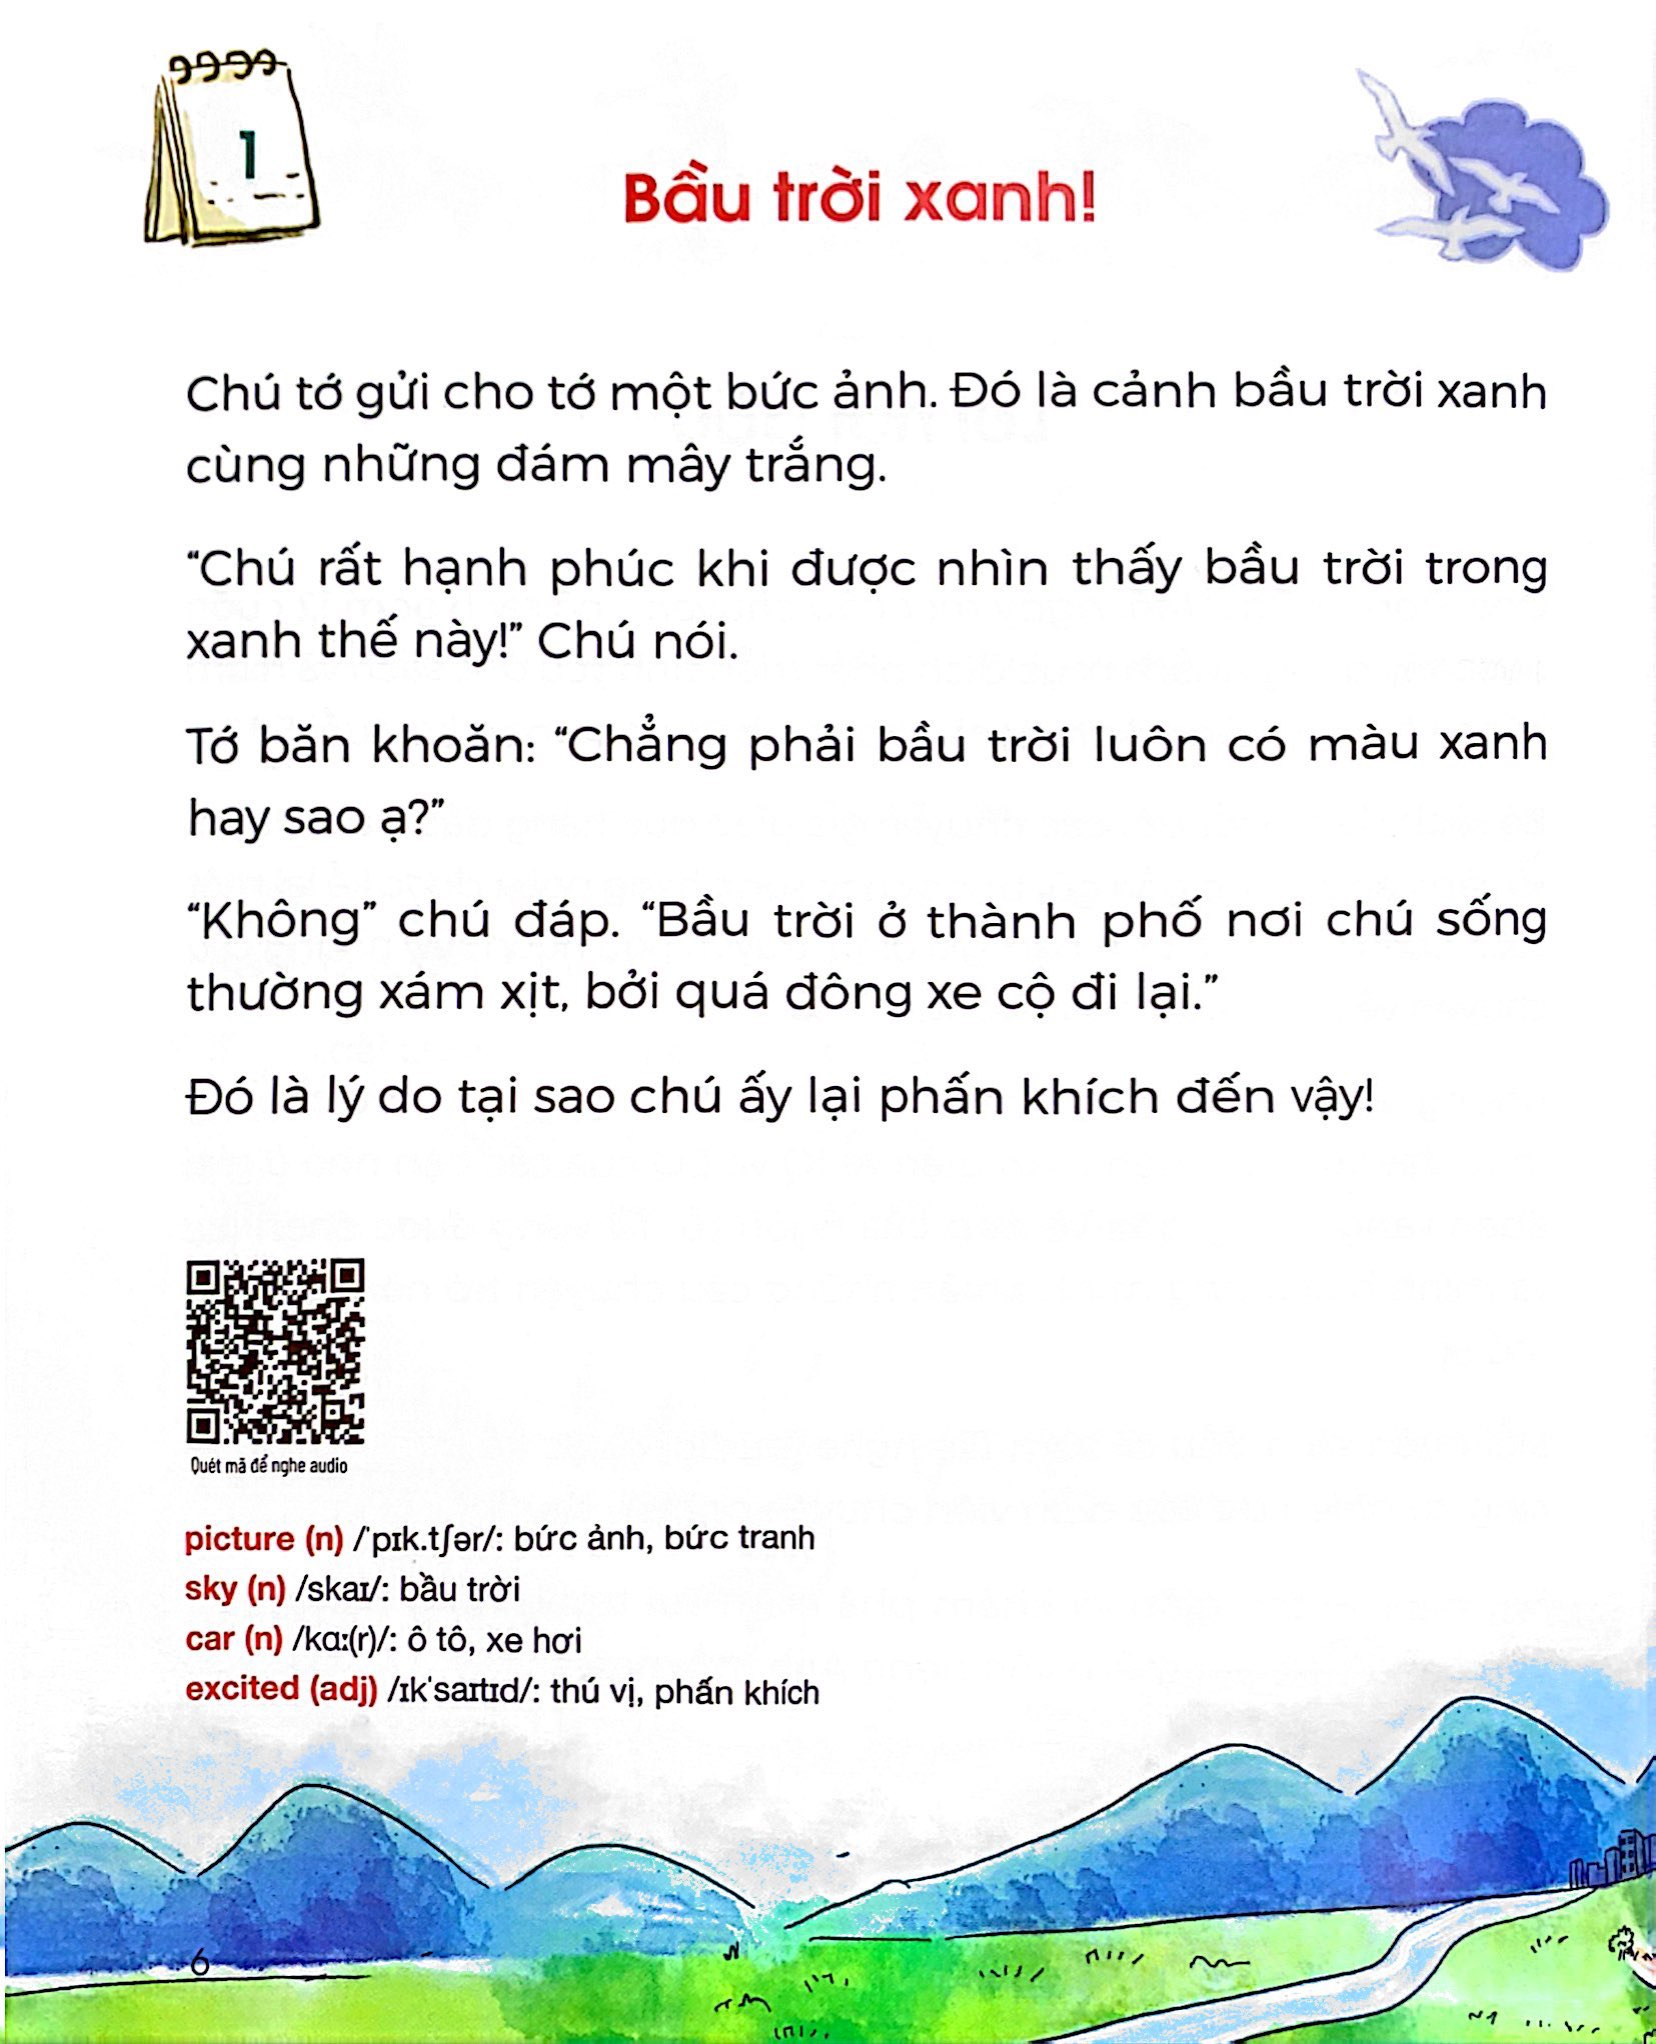 1
Bầu trời xanh!
Chú tớ gửi cho tớ một bức ảnh. Đó là cảnh bầu trời xanh
cùng những đám mây trắng.
“Chú rất hạnh phúc khi được nhìn thấy bầu trời trong
xanh thế này!” Chú nói.
Tớ băn khoăn: “Chẳng phải bầu trời luôn có màu xanh
hay sao ạ?”
“Không” chú đáp. “Bầu trời ở thành phố nơi chú sống
thường xám xịt, bởi quá đông xe cộ đi lại.”
Đó là lý do tại sao chú ấy lại phấn khích đến vậy!
Quét mã để nghe audio
picture (n) /ˈpɪk.tʃər/: bức ảnh, bức tranh
sky (n) /skaɪ/: bầu trời
car (n) /kɑː(r)/: ô tô, xe hơi
excited (adj) /ɪkˈsaɪtɪd/: thú vị, phấn khích
6